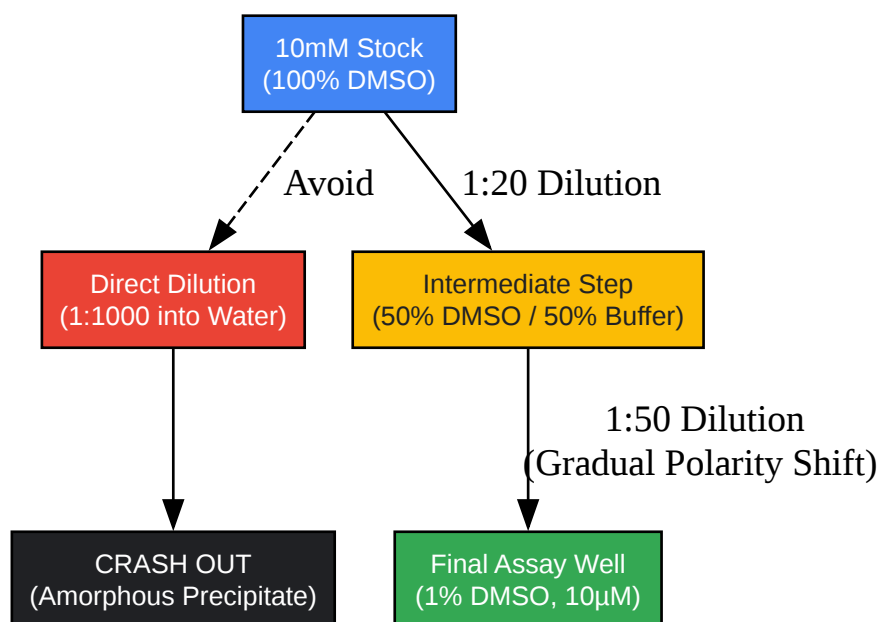 10mM Stock
(100% DMSO)
Avoid
1:20 Dilution
Direct Dilution
(1:1000 into Water)
Intermediate Step
(50% DMSO / 50% Buffer)
1:50 Dilution
(Gradual Polarity Shift)
CRASH OUT
(Amorphous Precipitate)
Final Assay Well
(1% DMSO, 10µM)